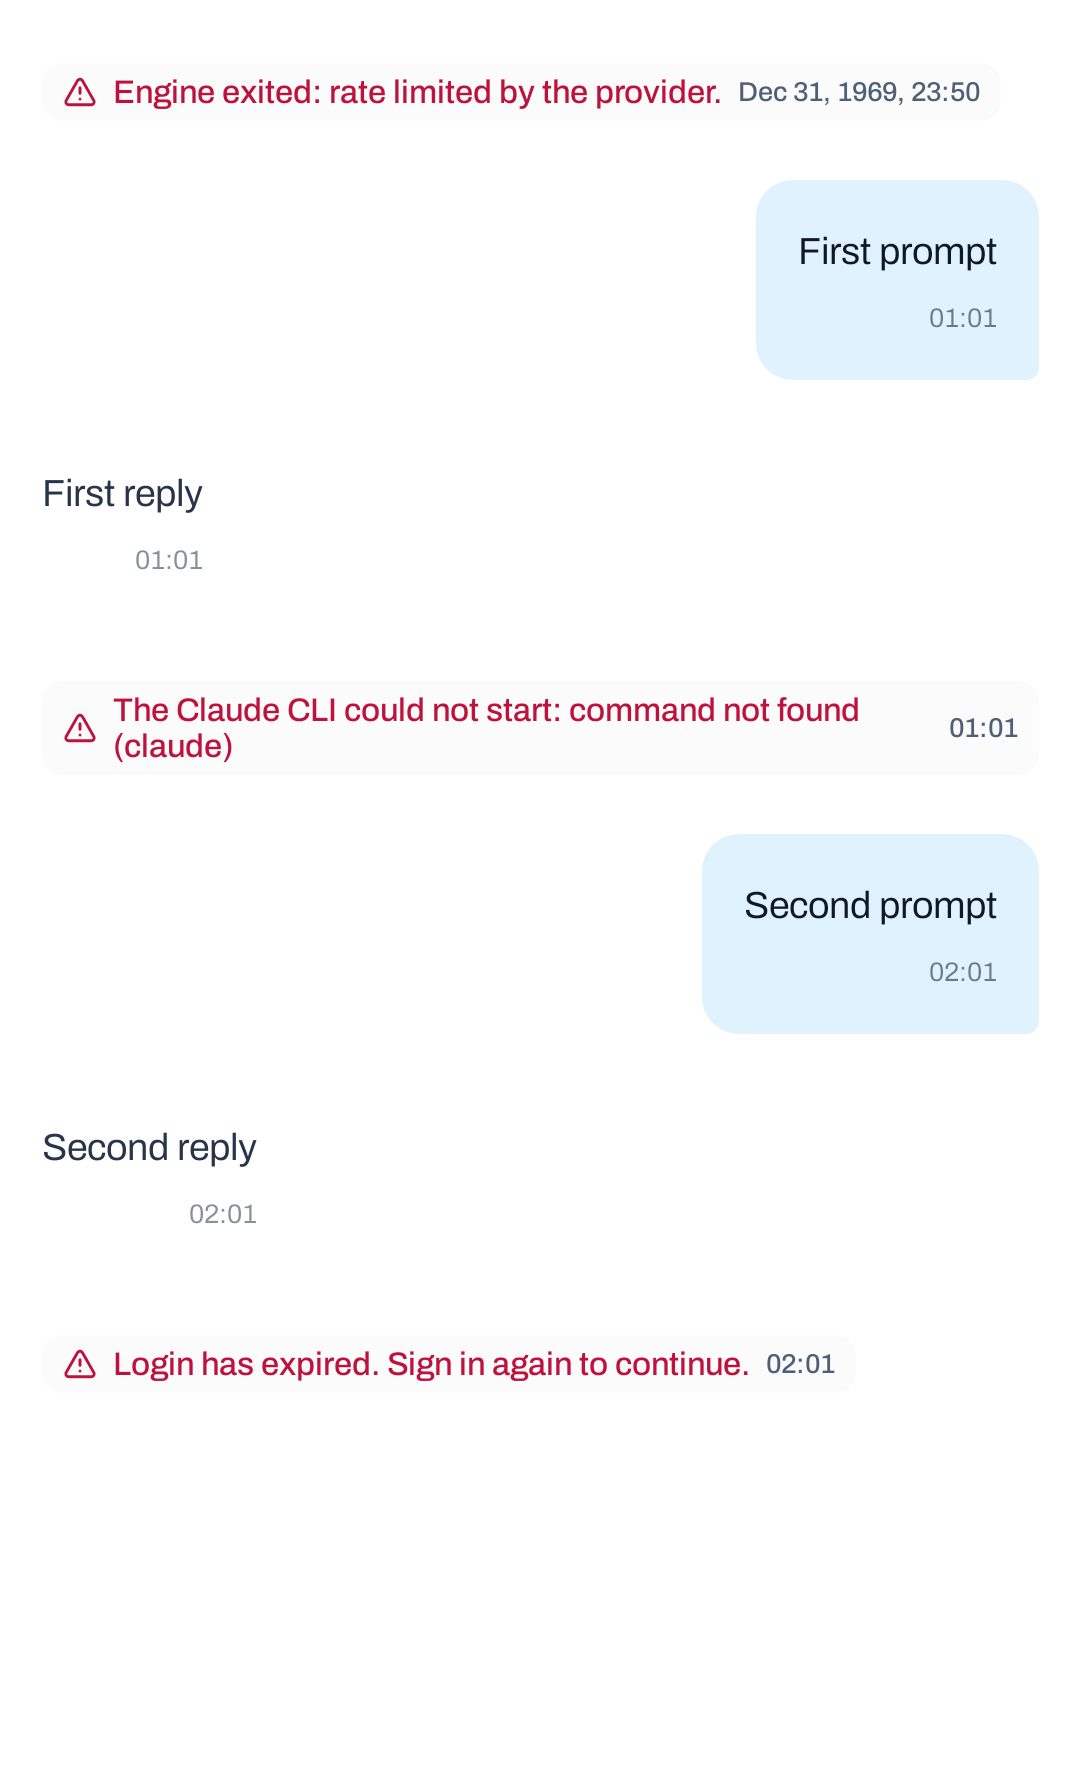 Engine exited: rate limited by the provider. Dec 31, 1969, 23:50
First prompt
01:01
First reply
01:01
The Claude CLI could not start: command not found
(claude)
01:01
Second prompt
02:01
Second reply
02:01
Login has expired. Sign in again to continue. 02:01